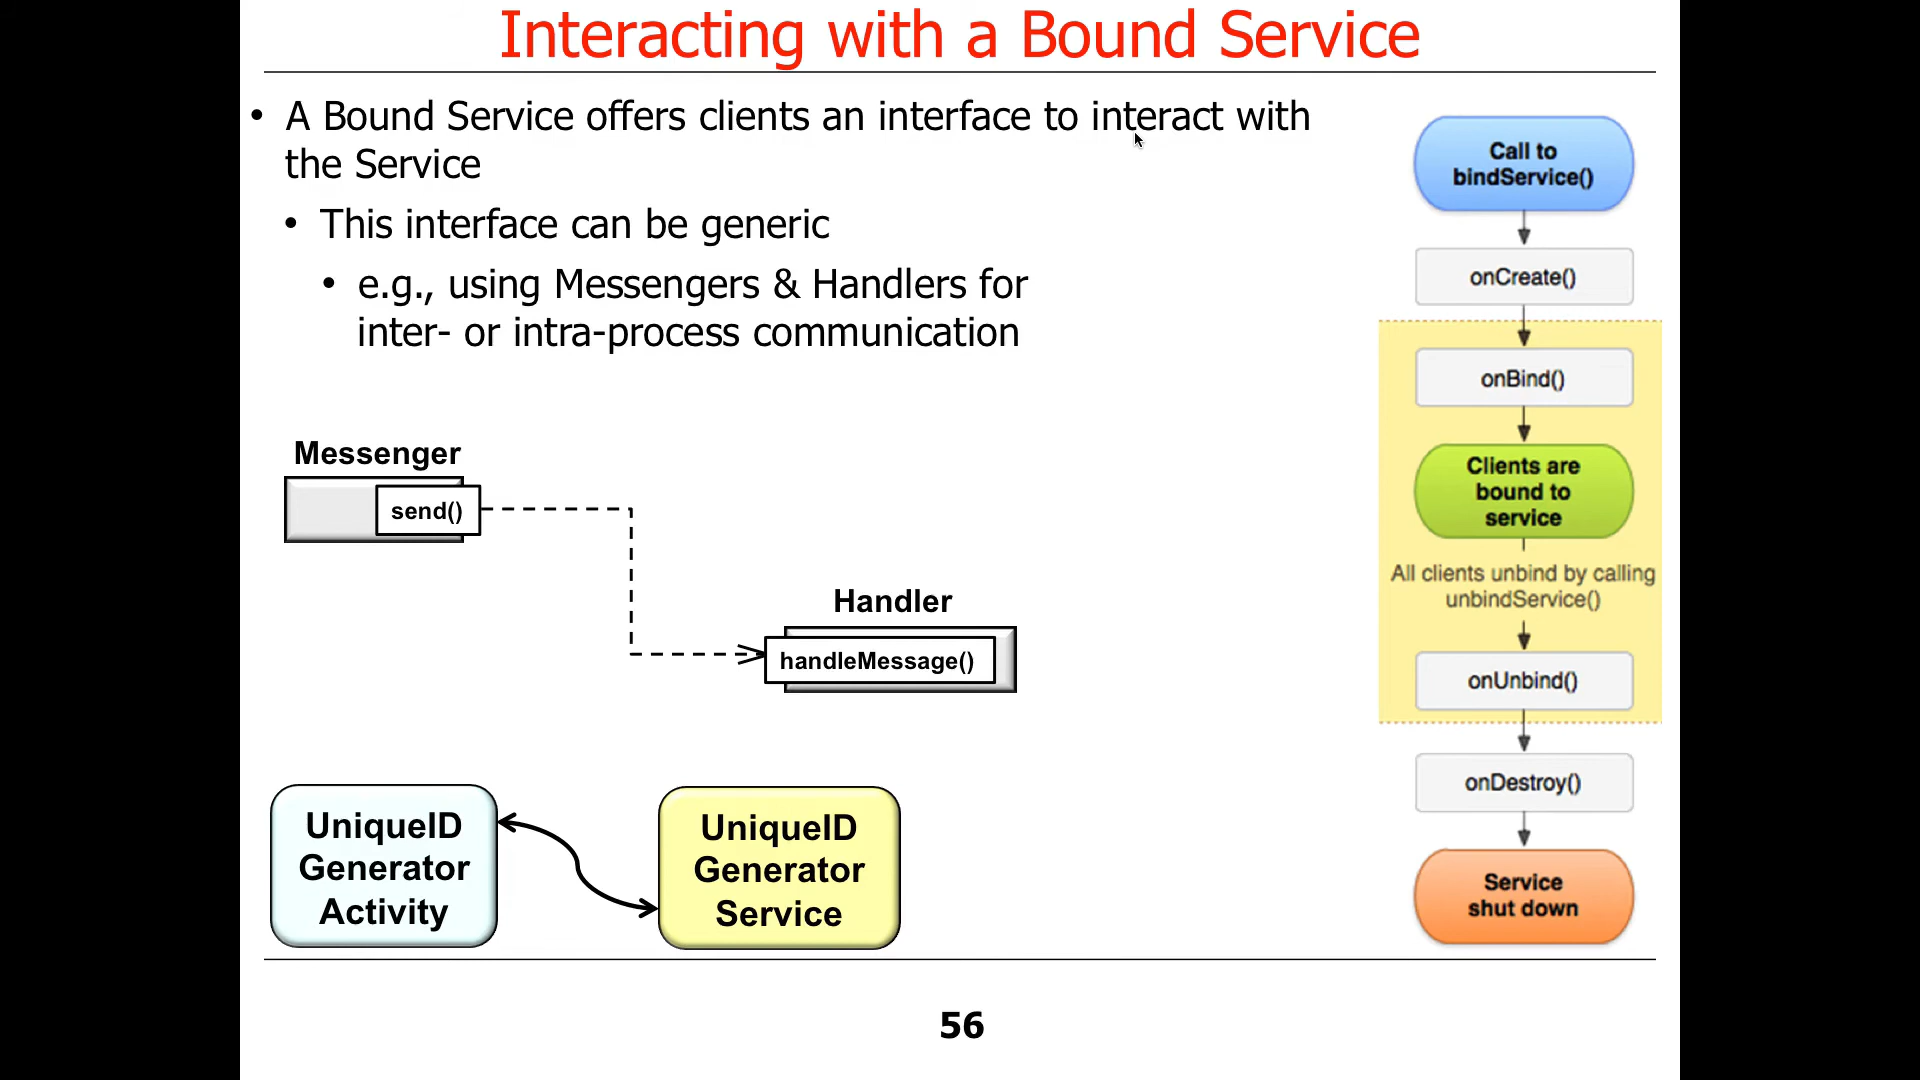 Interacting with a Bound Service
• A Bound Service offers clients an interface to interact with
the Service
• This interface can be generic
• e.g., using Messengers & Handlers for
inter- or intra-process communication
Messenger
send()
Handler
handleMessage()
UniqueID
Generator
Activity
UniqueID
Generator
Service
Call to
bindService()
onCreate()
onBind()
Clients are
bound to
service
All clients unbind by calling
unbindService()
onUnbind()
onDestroy()
Service
shut down
56